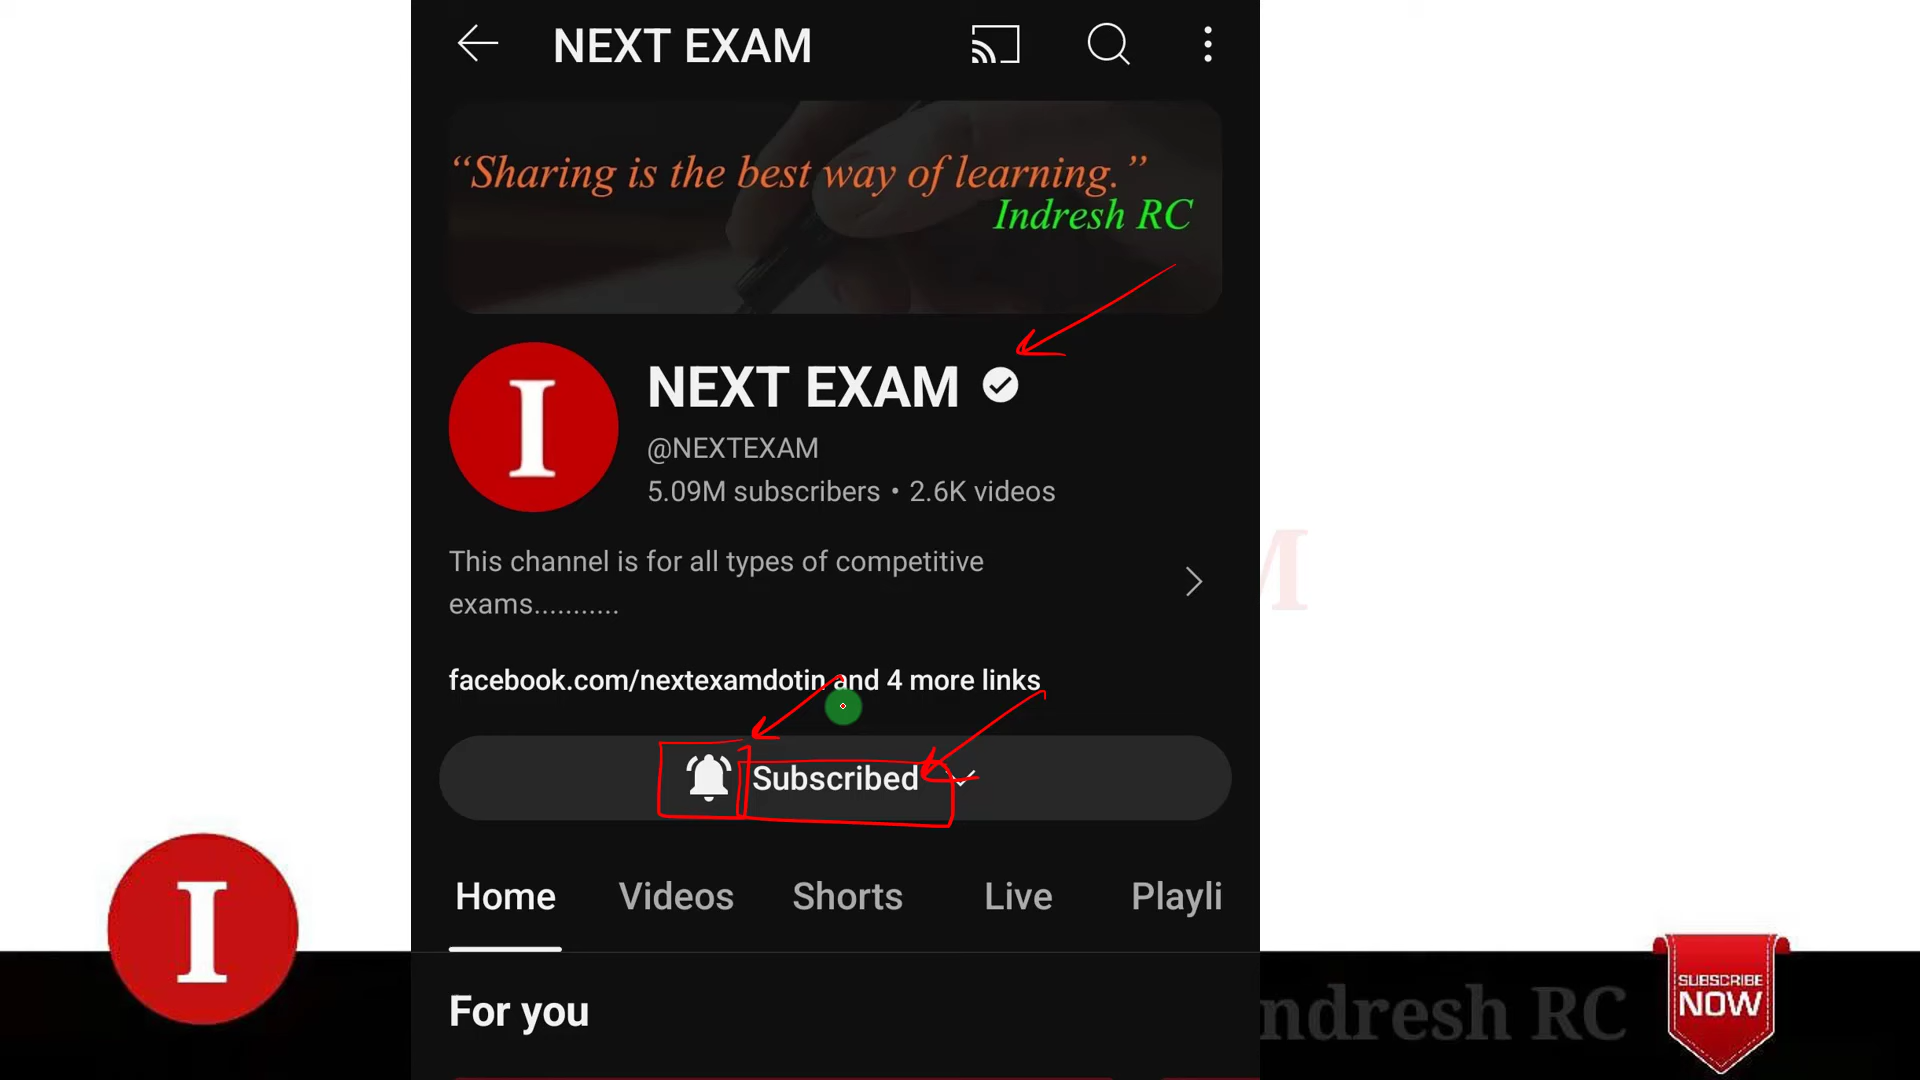 NEXT EXAM
“Sharing is the best way of learning.”
Indresh RC
I
NEXT EXAM
@NEXTEXAM
5.09M subscribers • 2.6K videos
This channel is for all types of competitive
exams...........
facebook.com/nextexamdotin and 4 more links
Subscribed
Home Videos Shorts Live Playli
For you
I
M
ndresh RC
SUBSCRIBE
NOW